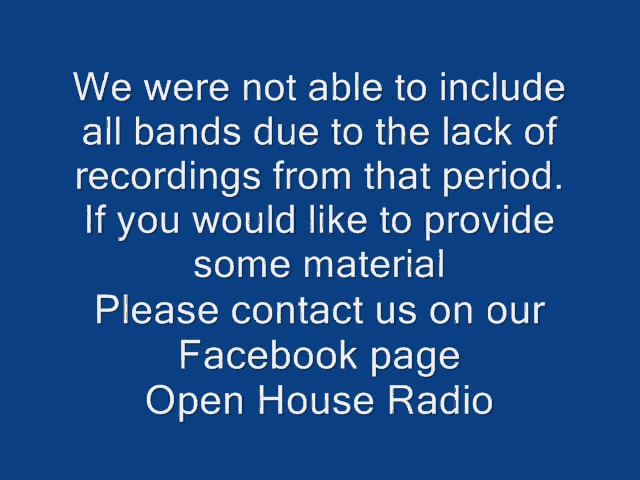 We were not able to include
all bands due to the lack of
recordings from that period.
If you would like to provide
some material
Please contact us on our
Facebook page
Open House Radio